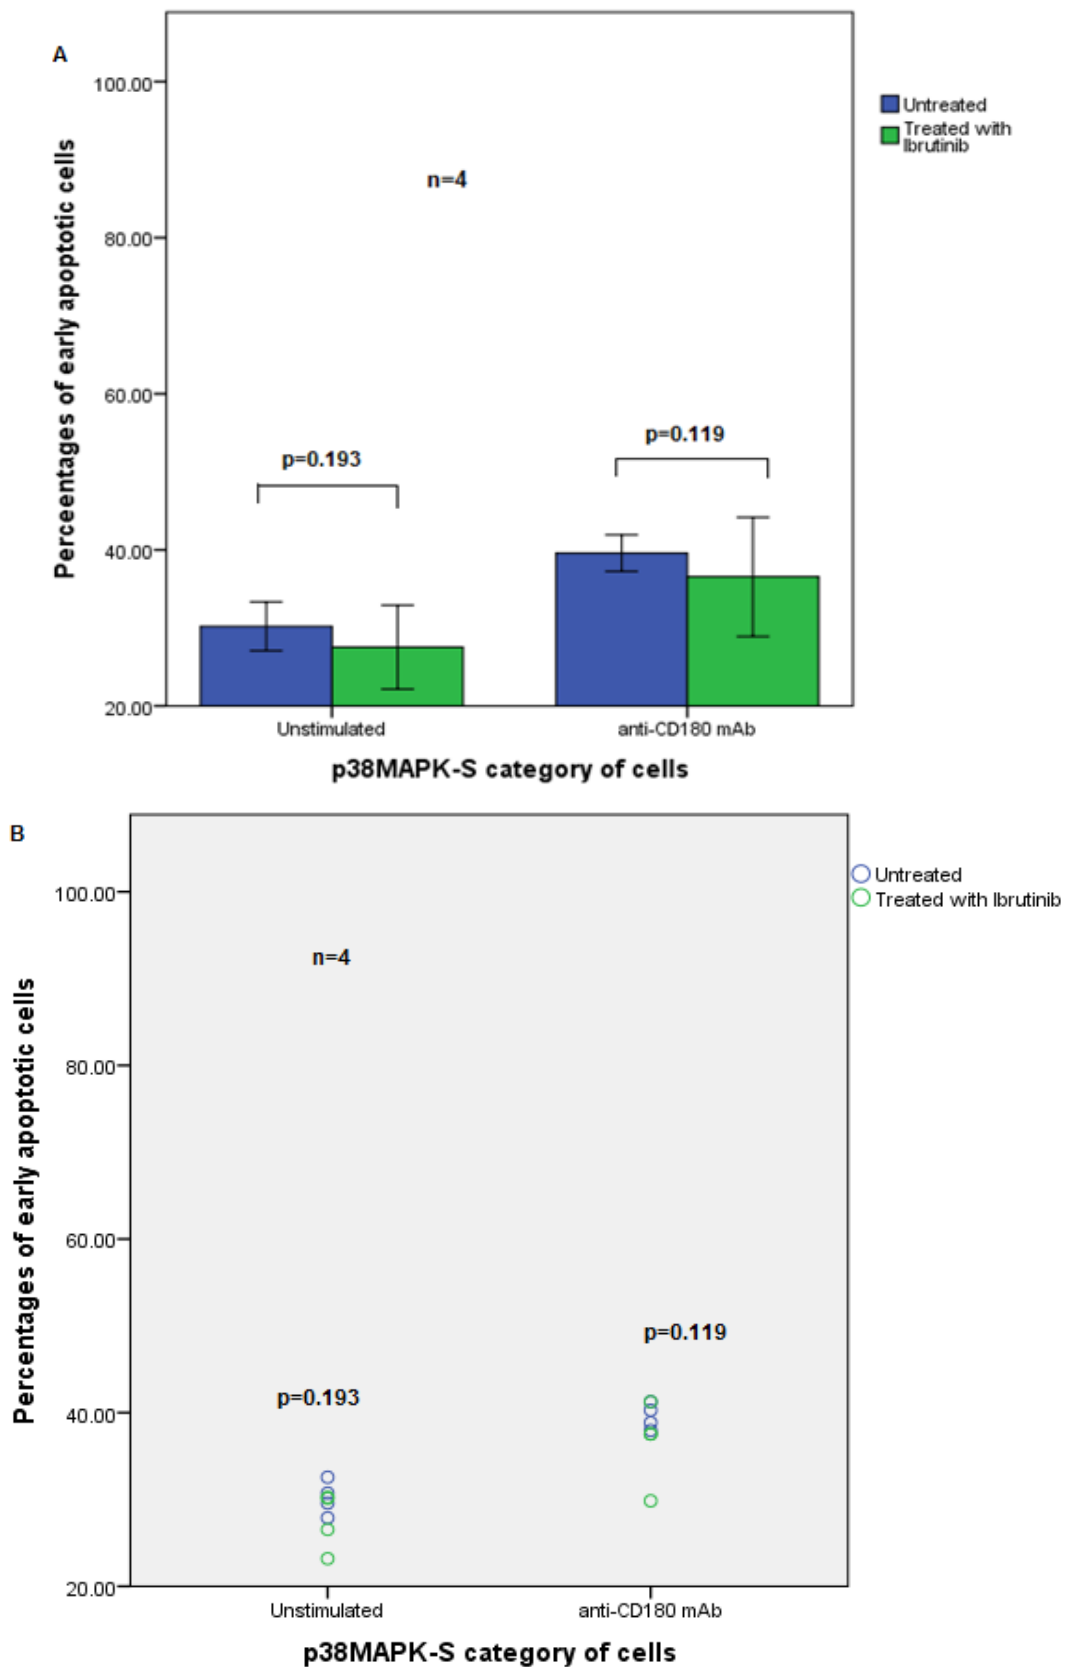 A
Perceentages of early apoptotic cells
100.00
80.00
60.00
40.00
20.00
n=4
p=0.193
p=0.119
Unstimulated
anti-CD180 mAb
p38MAPK-S category of cells
Untreated
Treated with
Ibrutinib
B
Percentages of early apoptotic cells
100.00
80.00
60.00
40.00
20.00
n=4
p=0.193
p=0.119
Unstimulated
anti-CD180 mAb
p38MAPK-S category of cells
Untreated
Treated with Ibrutinib